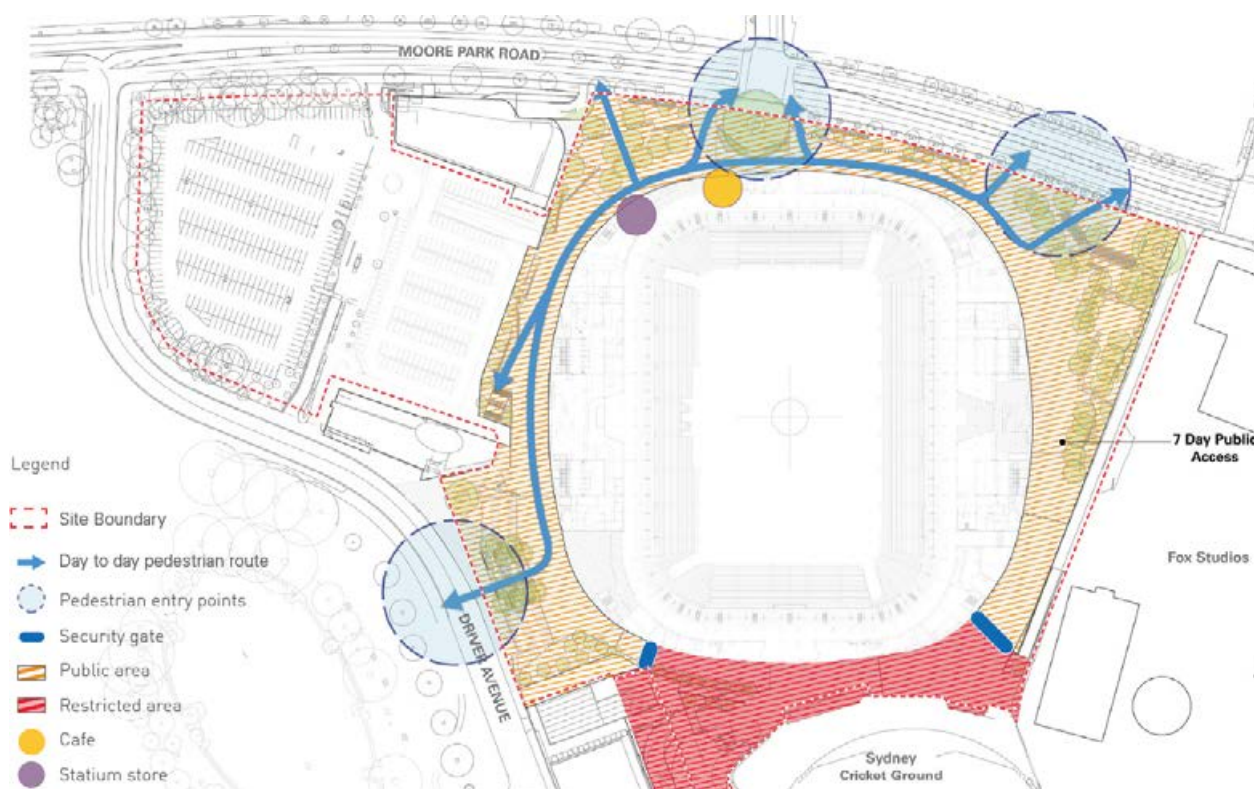 MOORE PARK ROAD
7 Day Public
Access
Fox Studios
DRIVER AVENUE
Sydney
Cricket Ground
Legend
Site Boundary
Day to day pedestrian route
Pedestrian entry points
Security gate
Public area
Restricted area
Cafe
Statium store